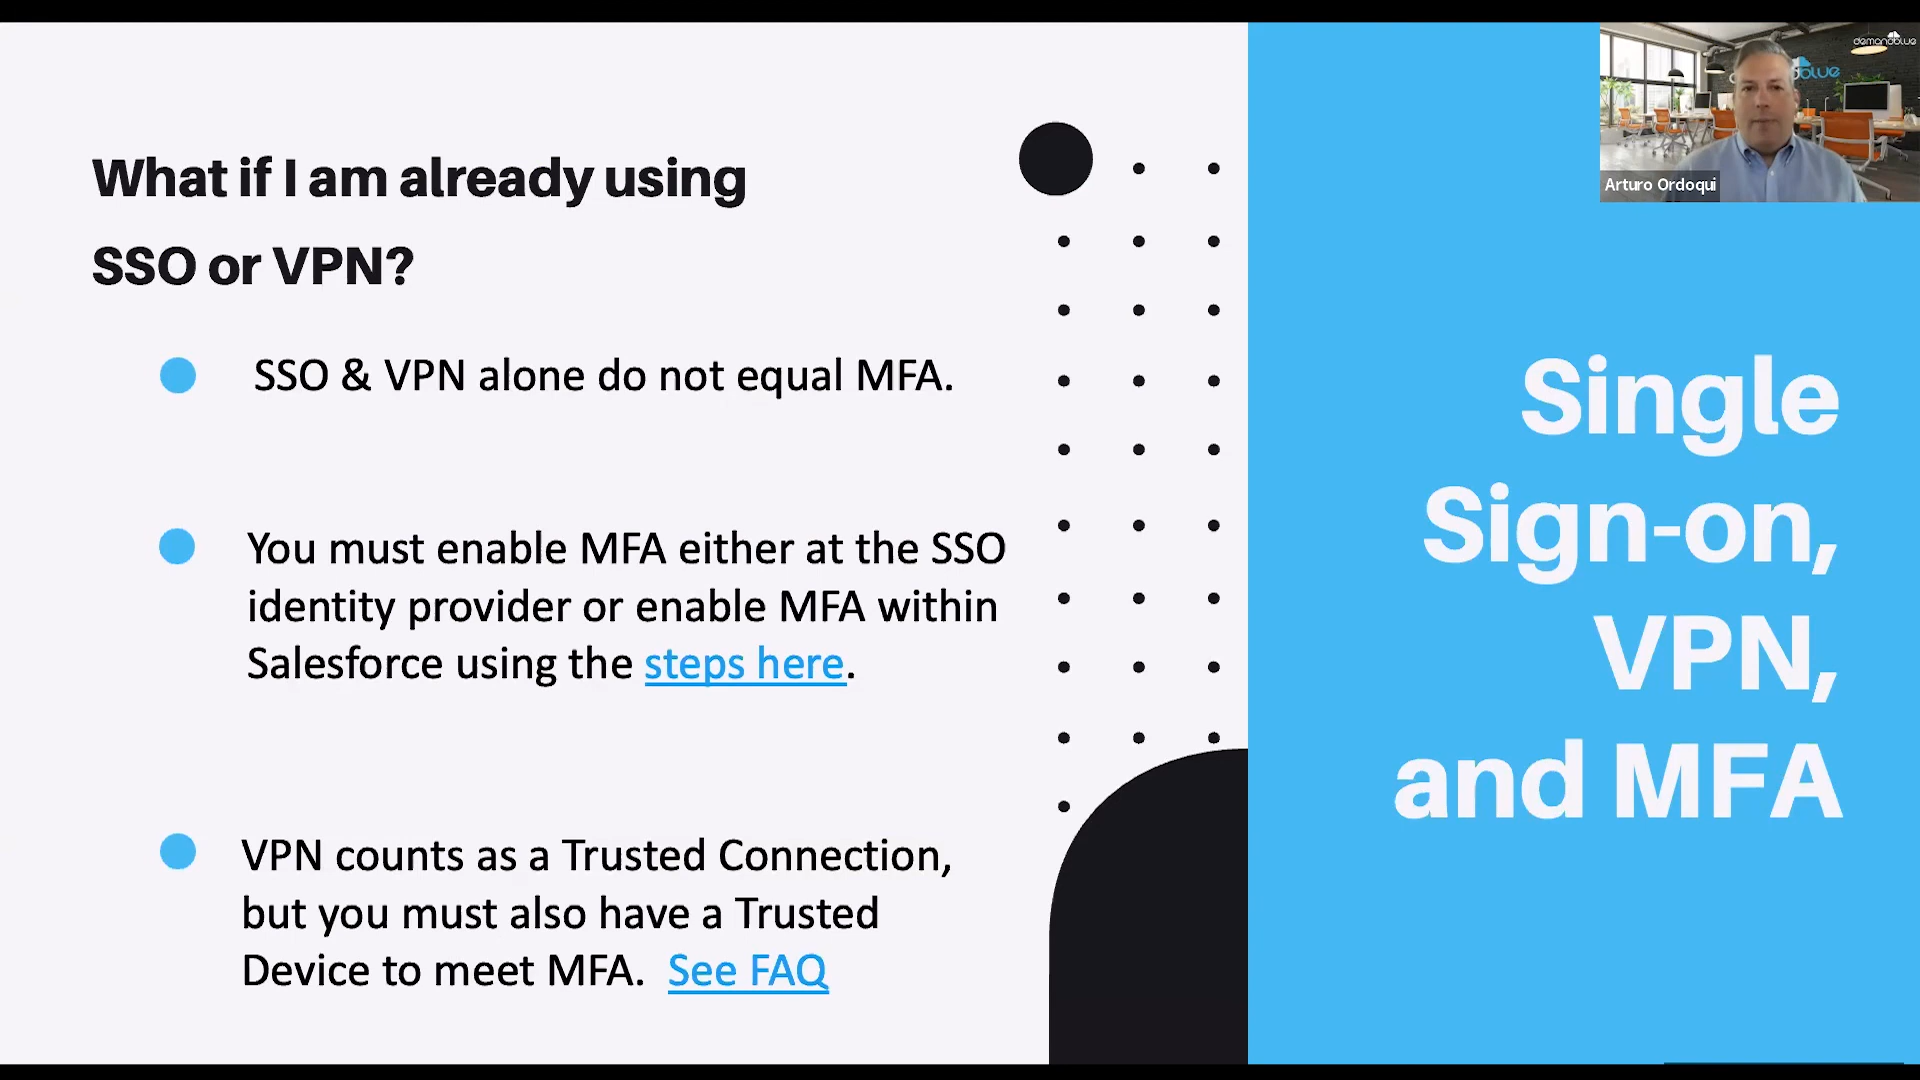 What if I am already using
SSO or VPN?
SSO & VPN alone do not equal MFA.
You must enable MFA either at the SSO
identity provider or enable MFA within
Salesforce using the steps here.
VPN counts as a Trusted Connection,
but you must also have a Trusted
Device to meet MFA. See FAQ
Single
Sign-on,
VPN,
and MFA
demandblue
blue
Arturo Ordoqui